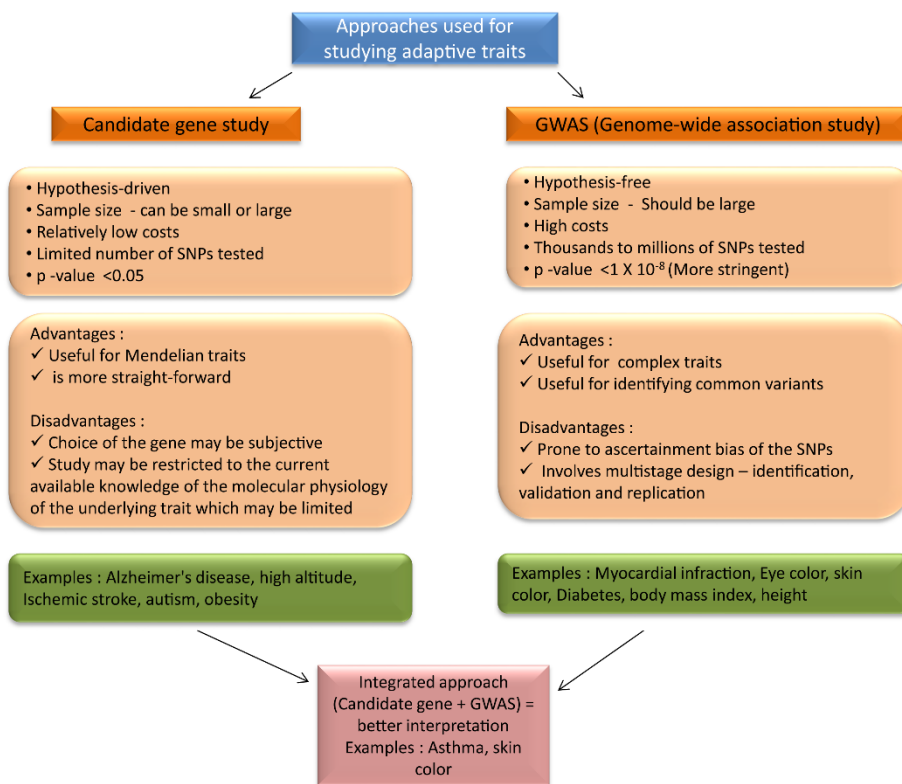 Approaches used for
studying adaptive traits
Candidate gene study
• Hypothesis-driven
• Sample size - can be small or large
• Relatively low costs
• Limited number of SNPs tested
• p -value <0.05
Advantages :
✓ Useful for Mendelian traits
✓ is more straight-forward
Disadvantages :
✓ Choice of the gene may be subjective
✓ Study may be restricted to the current
available knowledge of the molecular physiology
of the underlying trait which may be limited
Examples : Alzheimer's disease, high altitude,
Ischemic stroke, autism, obesity
GWAS (Genome-wide association study)
• Hypothesis-free
• Sample size - Should be large
• High costs
• Thousands to millions of SNPs tested
• p -value <1 X 10⁻⁸ (More stringent)
Advantages :
✓ Useful for complex traits
✓ Useful for identifying common variants
Disadvantages :
✓ Prone to ascertainment bias of the SNPs
✓ Involves multistage design – identification,
validation and replication
Examples : Myocardial infraction, Eye color, skin
color, Diabetes, body mass index, height
Integrated approach
(Candidate gene + GWAS) =
better interpretation
Examples : Asthma, skin
color